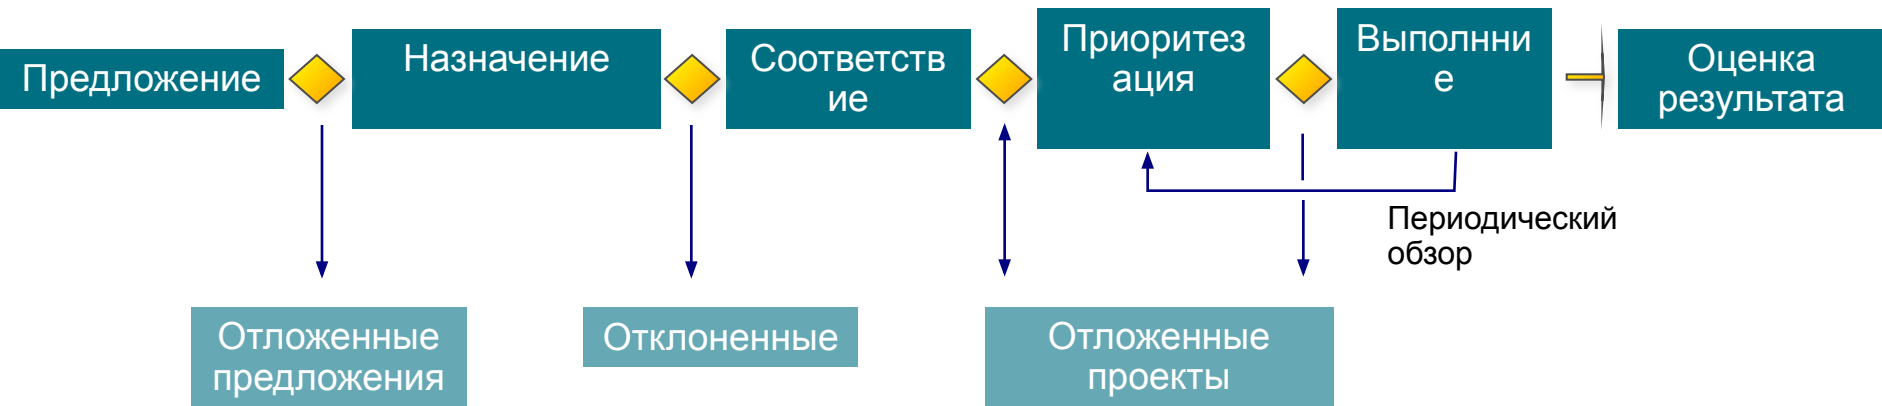 Предложение
Назначение
Соответств
ие
Приоритез
ация
Выполнни
е
Оценка
результата
Периодический
обзор
Отложенные
предложения
Отклоненные
Отложенные
проекты